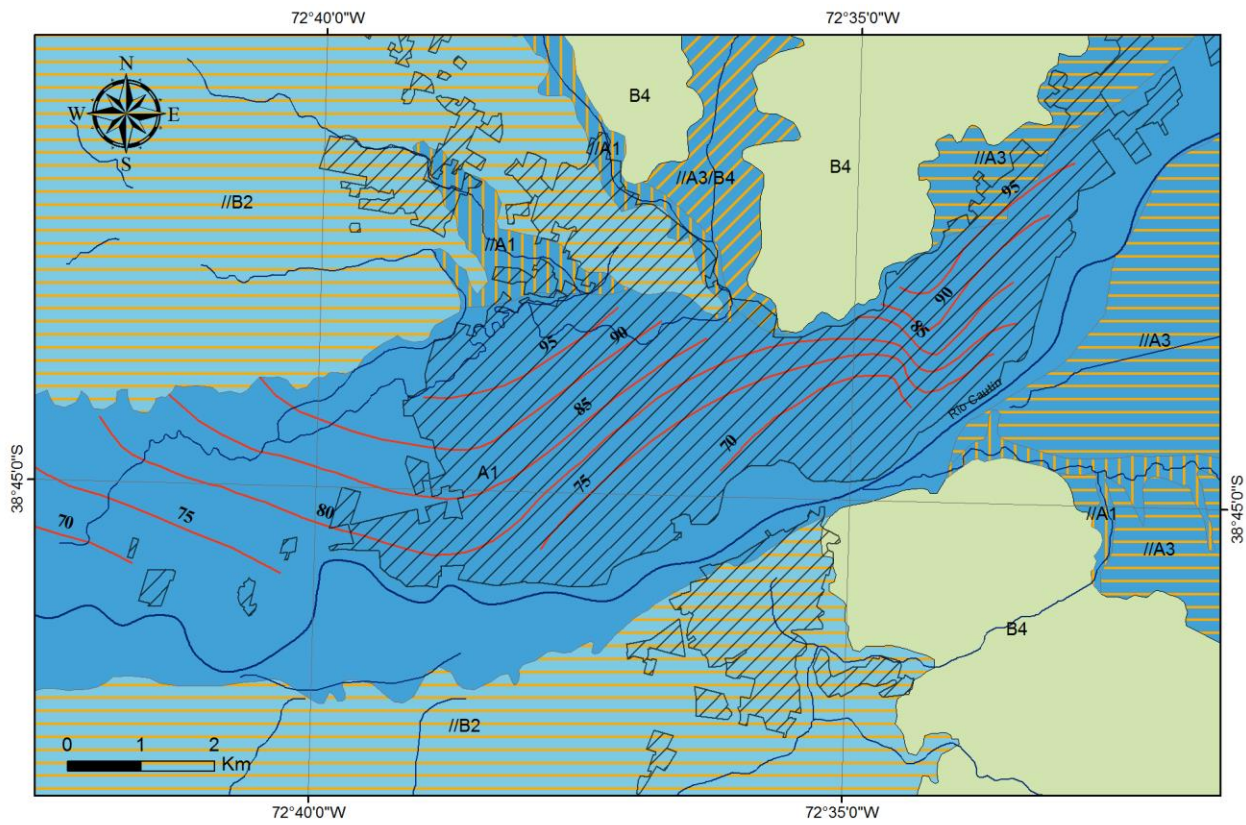 72°40'0"W
72°35'0"W
N
W
E
S
B4
//A1
B4
//A3/B4
//A3
95
//B2
//A1
90
85
95
90
//A3
85
Río Cautín
70
A1
75
38°45'0"S
38°45'0"S
80
75
70
//A1
//A3
B4
//B2
0
1
2
Km
72°40'0"W
72°35'0"W